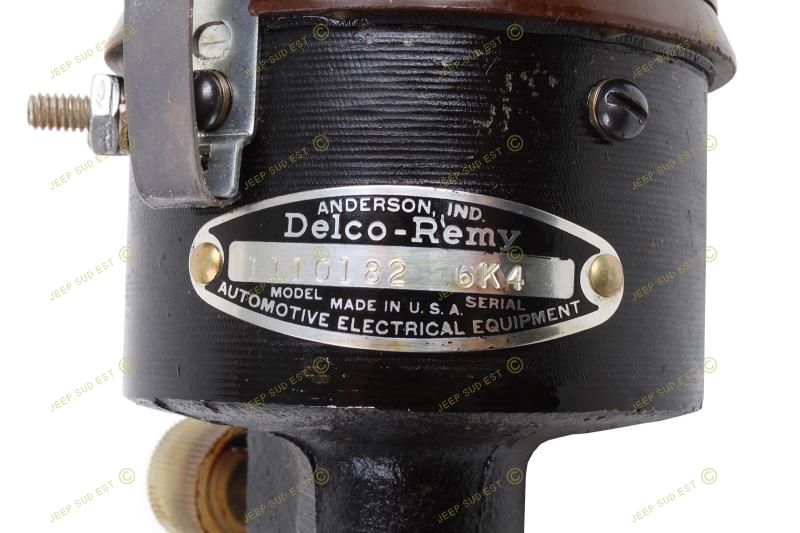 ANDERSON, IND.
Delco-Remy
1110182 6K4
MODEL MADE IN U.S.A. SERIAL
AUTOMOTIVE ELECTRICAL EQUIPMENT
JEEP SUD EST ©